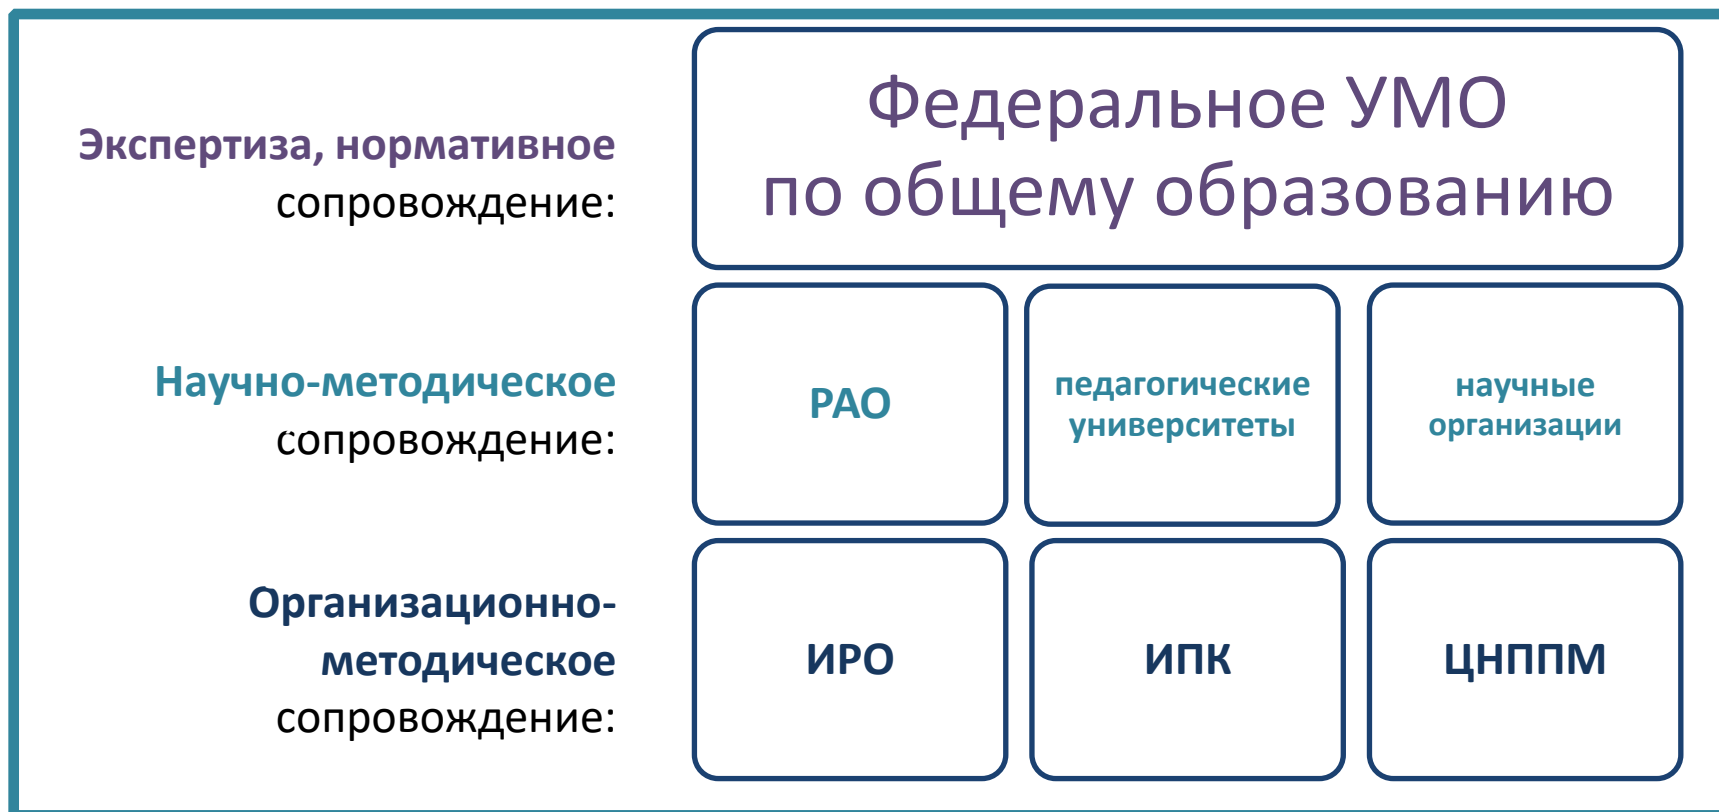 Экспертиза, нормативное
сопровождение:
Федеральное УМО
по общему образованию
Научно-методическое
сопровождение:
РАО
педагогические
университеты
научные
организации
Организационно-
методическое
сопровождение:
ИРО
ИПК
ЦНППМ